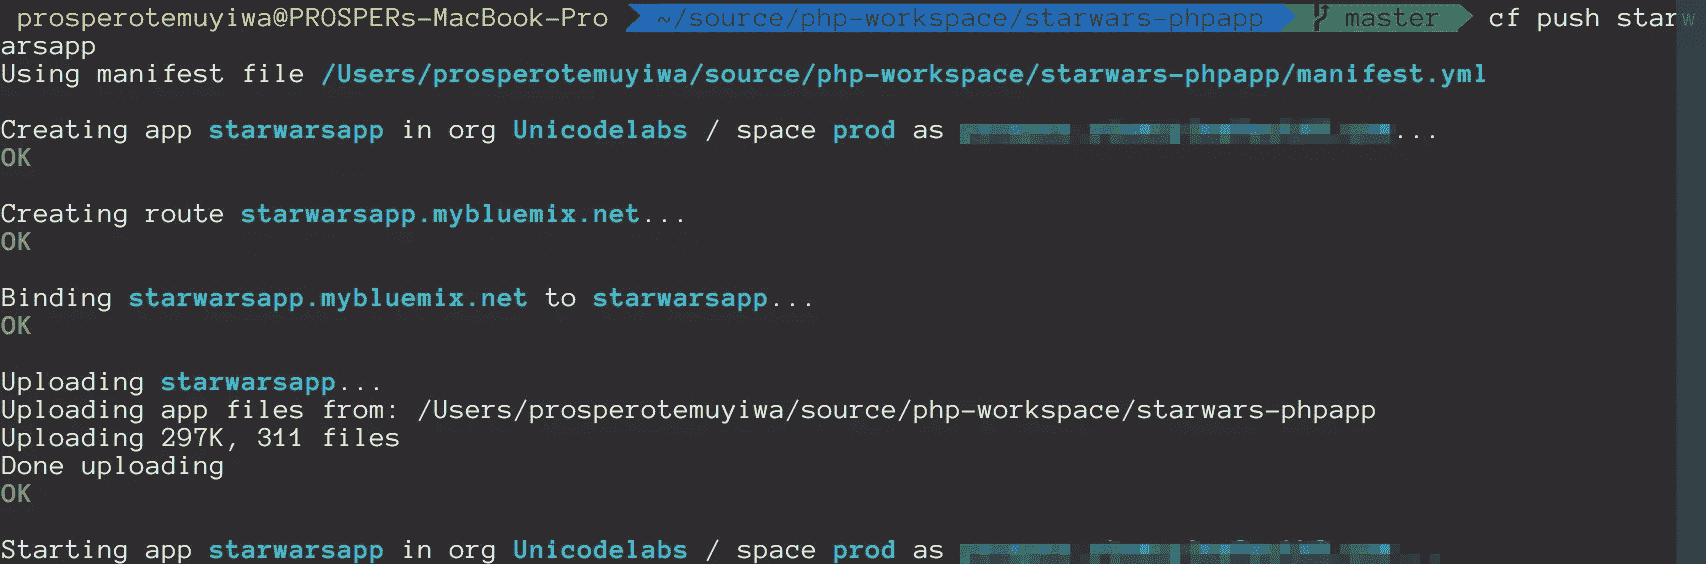 prosperotemuyiwa@PROSPERs-MacBook-Pro ~/source/php-workspace/starwars-phpapp master cf push starw
arsapp
Using manifest file /Users/prosperotemuyiwa/source/php-workspace/starwars-phpapp/manifest.yml
Creating app starwarsapp in org Unicodelabs / space prod as ...
OK
Creating route starwarsapp.mybluemix.net...
OK
Binding starwarsapp.mybluemix.net to starwarsapp...
OK
Uploading starwarsapp...
Uploading app files from: /Users/prosperotemuyiwa/source/php-workspace/starwars-phpapp
Uploading 297K, 311 files
Done uploading
OK
Starting app starwarsapp in org Unicodelabs / space prod as